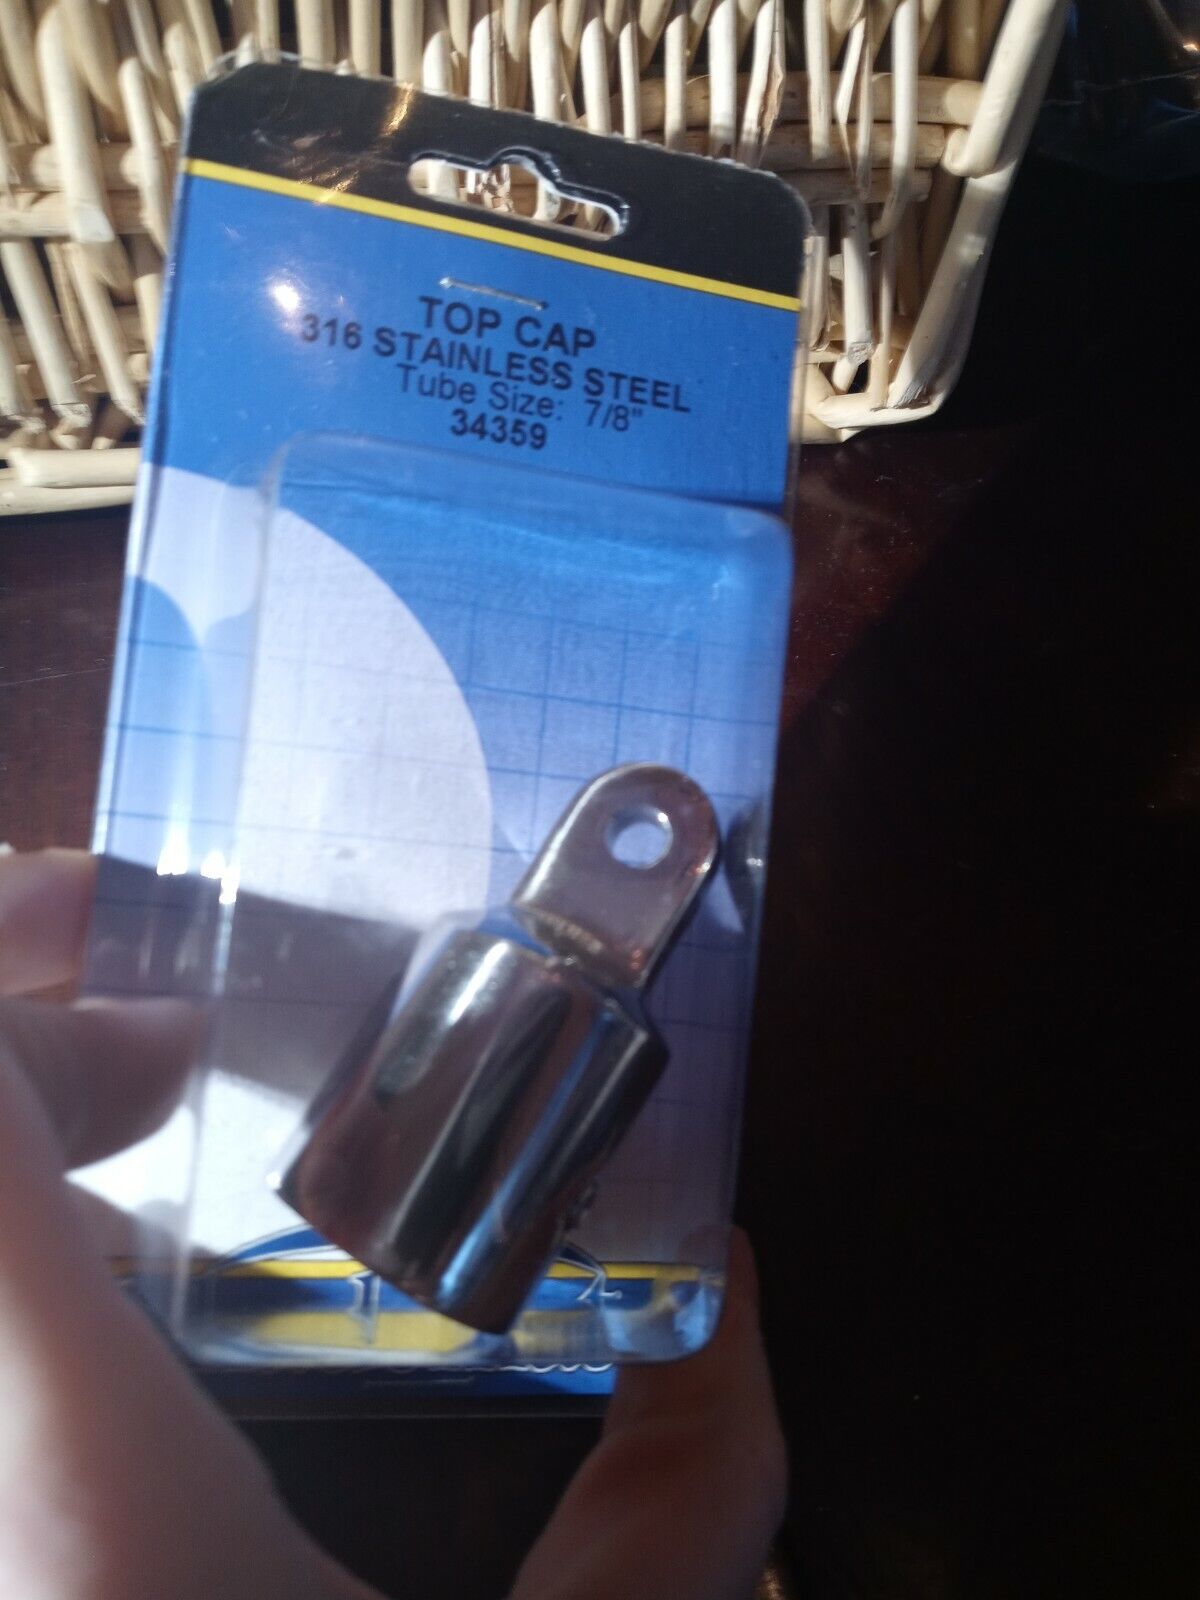 TOP CAP
316 STAINLESS STEEL
Tube Size: 7/8"
34359